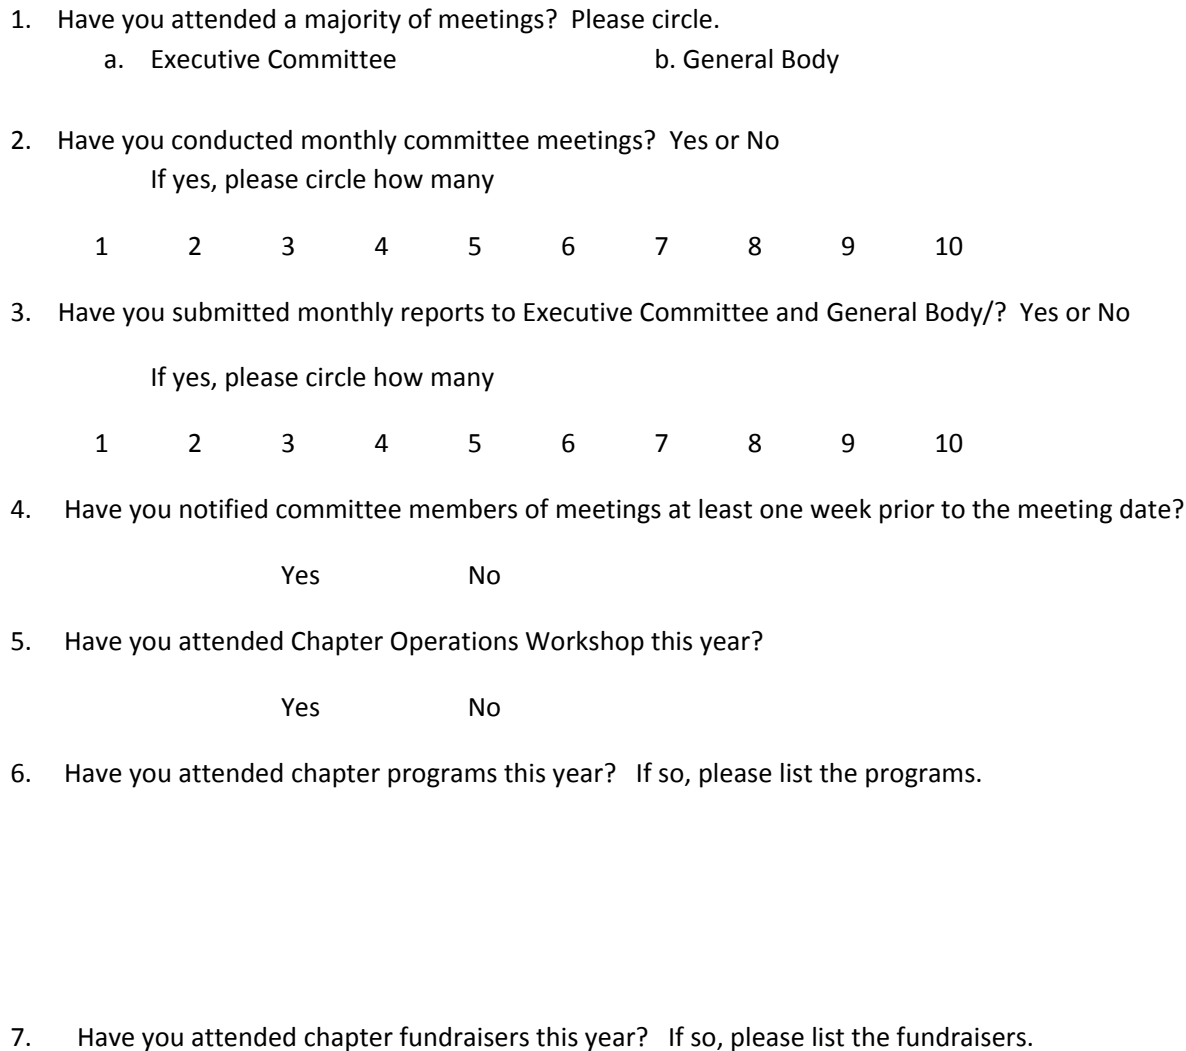 1. Have you attended a majority of meetings? Please circle.
a. Executive Committee b. General Body
2. Have you conducted monthly committee meetings? Yes or No
If yes, please circle how many
1 2 3 4 5 6 7 8 9 10
3. Have you submitted monthly reports to Executive Committee and General Body/? Yes or No
If yes, please circle how many
1 2 3 4 5 6 7 8 9 10
4. Have you notified committee members of meetings at least one week prior to the meeting date?
Yes No
5. Have you attended Chapter Operations Workshop this year?
Yes No
6. Have you attended chapter programs this year? If so, please list the programs.
7. Have you attended chapter fundraisers this year? If so, please list the fundraisers.